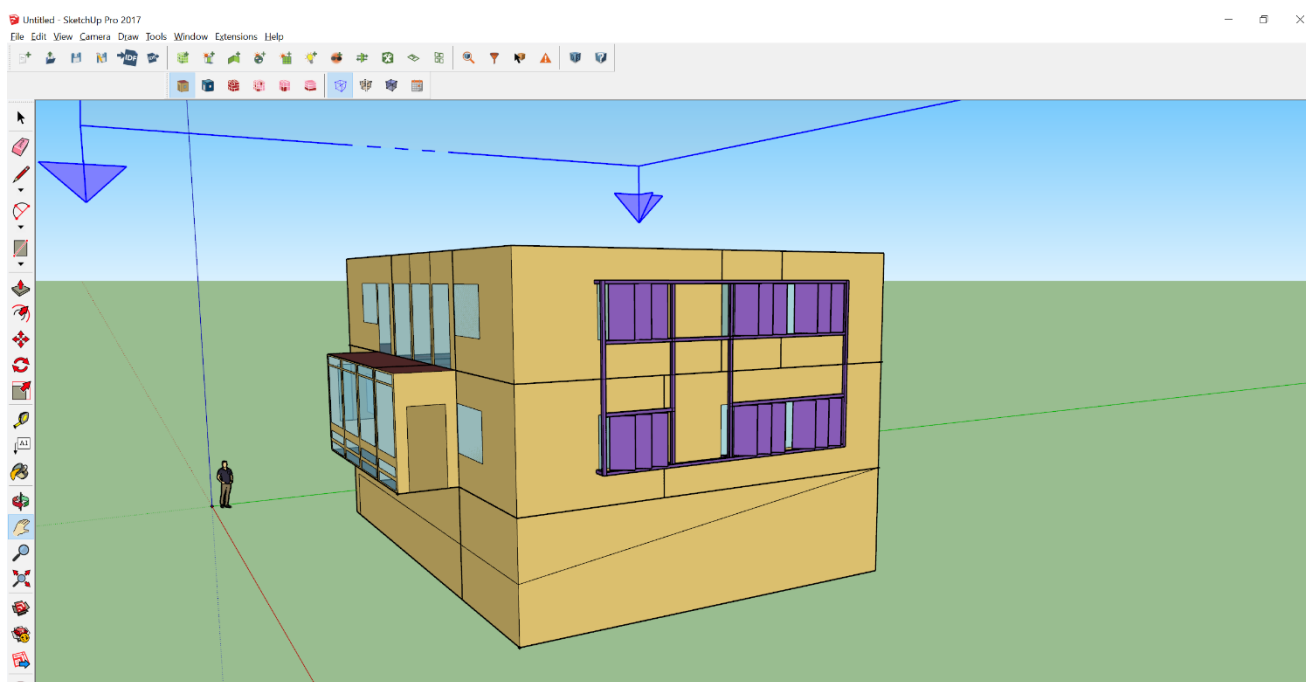 Untitled - SketchUp Pro 2017
File Edit View Camera Draw Tools Window Extensions Help
IDF
A1